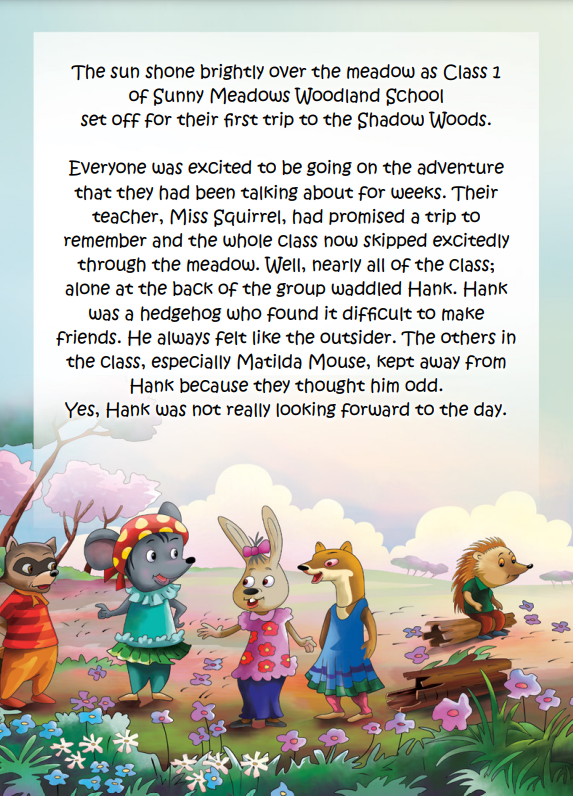 The sun shone brightly over the meadow as Class 1
of Sunny Meadows Woodland School
set off for their first trip to the Shadow Woods.
Everyone was excited to be going on the adventure
that they had been talking about for weeks. Their
teacher, Miss Squirrel, had promised a trip to
remember and the whole class now skipped excitedly
through the meadow. Well, nearly all of the class;
alone at the back of the group waddled Hank. Hank
was a hedgehog who found it difficult to make
friends. He always felt like the outsider. The others in
the class, especially Matilda Mouse, kept away from
Hank because they thought him odd.
Yes, Hank was not really looking forward to the day.